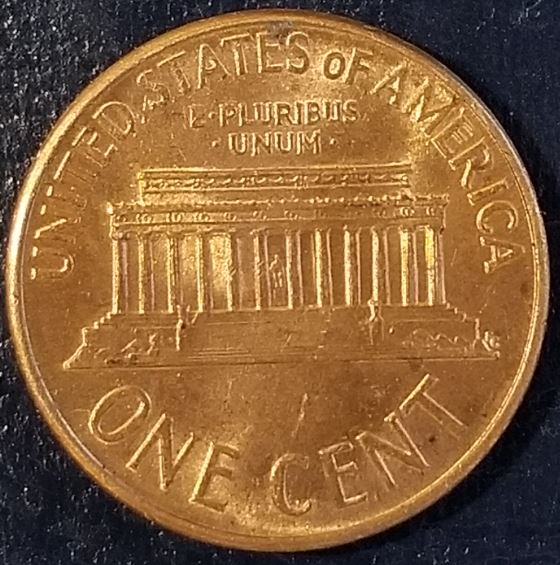 UNITED STATES OF AMERICA
E·PLURIBUS
·UNUM·
ONE CENT